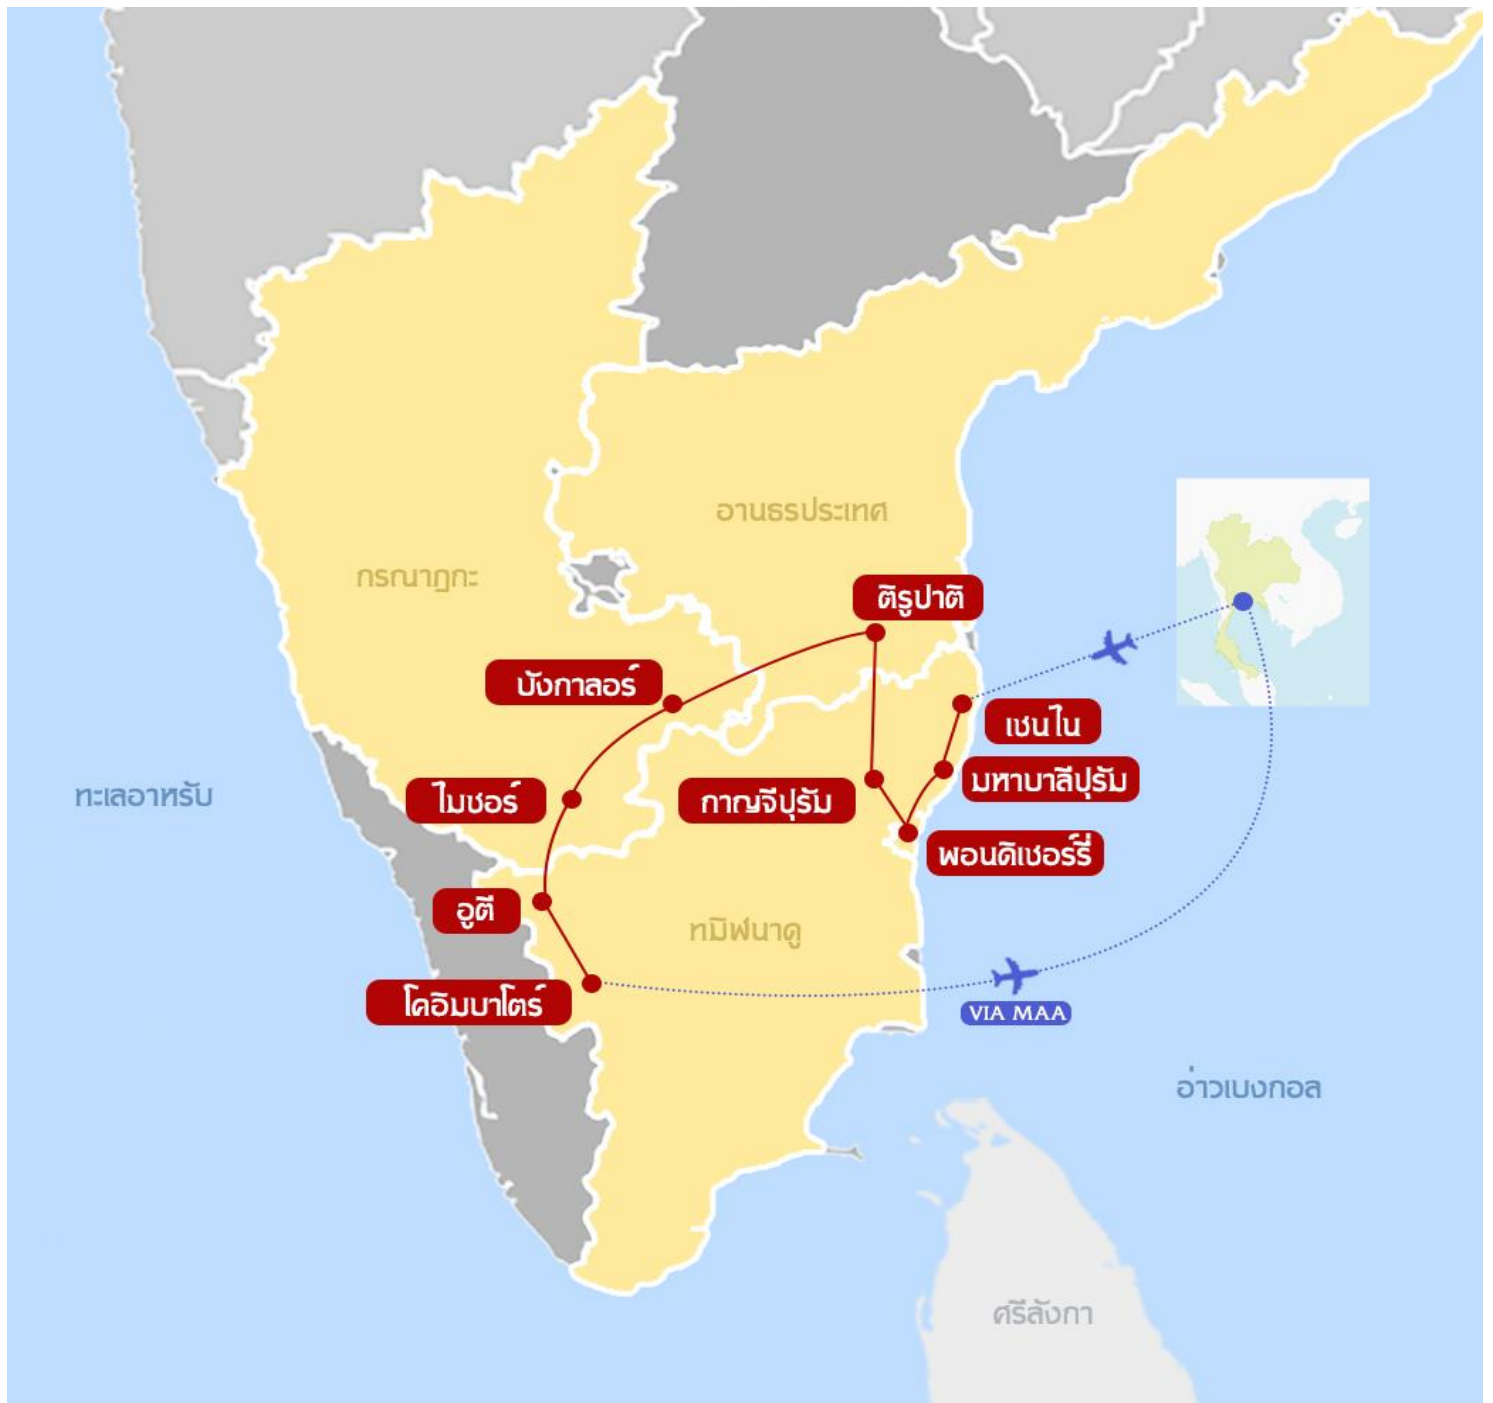 อานธรประเทศ
กรณาฏกะ
ติรูปาติ
บังกาลอร์
เชนไน
มหาบาลีปุรัม
ทะเลอาหรับ
ไมชอร์
กาญจีปุรัม
พอนดิเชอร์รี่
อูตี
ทมิฬนาดู
โคอิมบาโตร์
VIA MAA
อ่าวเบงกอล
ศรีลังกา